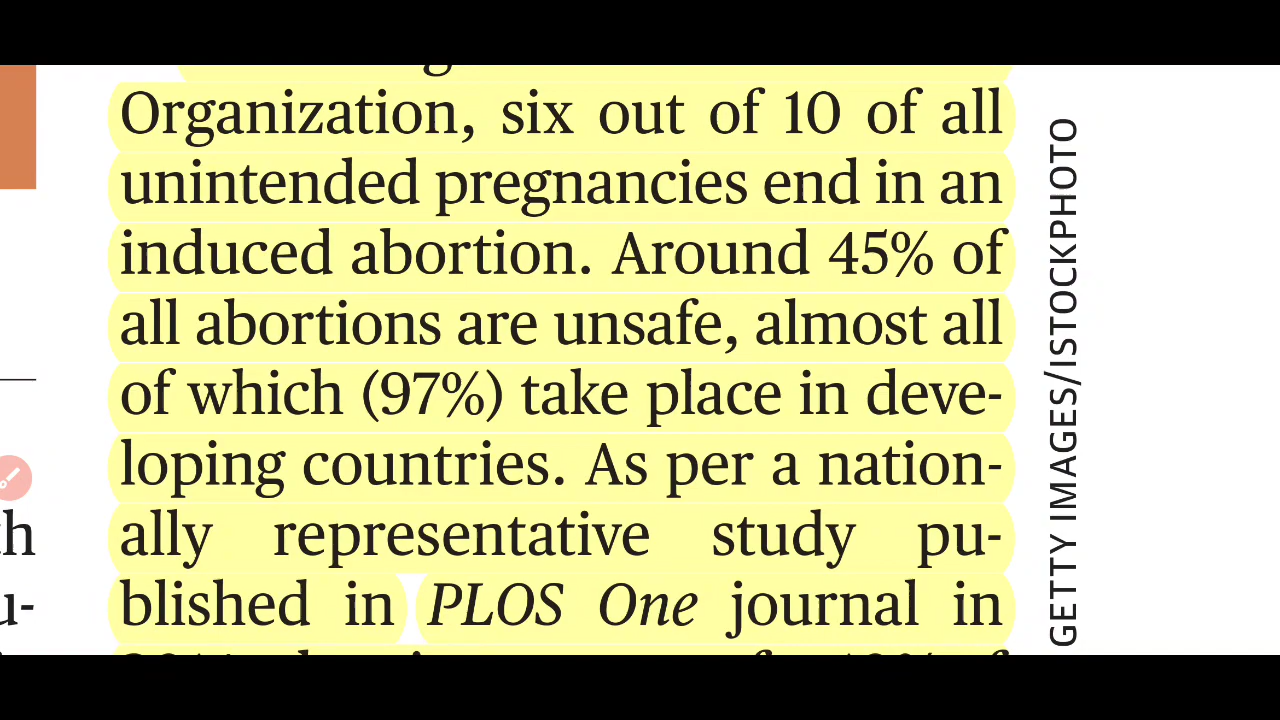 Organization, six out of 10 of all
unintended pregnancies end in an
induced abortion. Around 45% of
all abortions are unsafe, almost all
of which (97%) take place in deve-
loping countries. As per a nation-
ally representative study pu-
blished in PLOS One journal in
th
u-
GETTY IMAGES/ISTOCKPHOTO